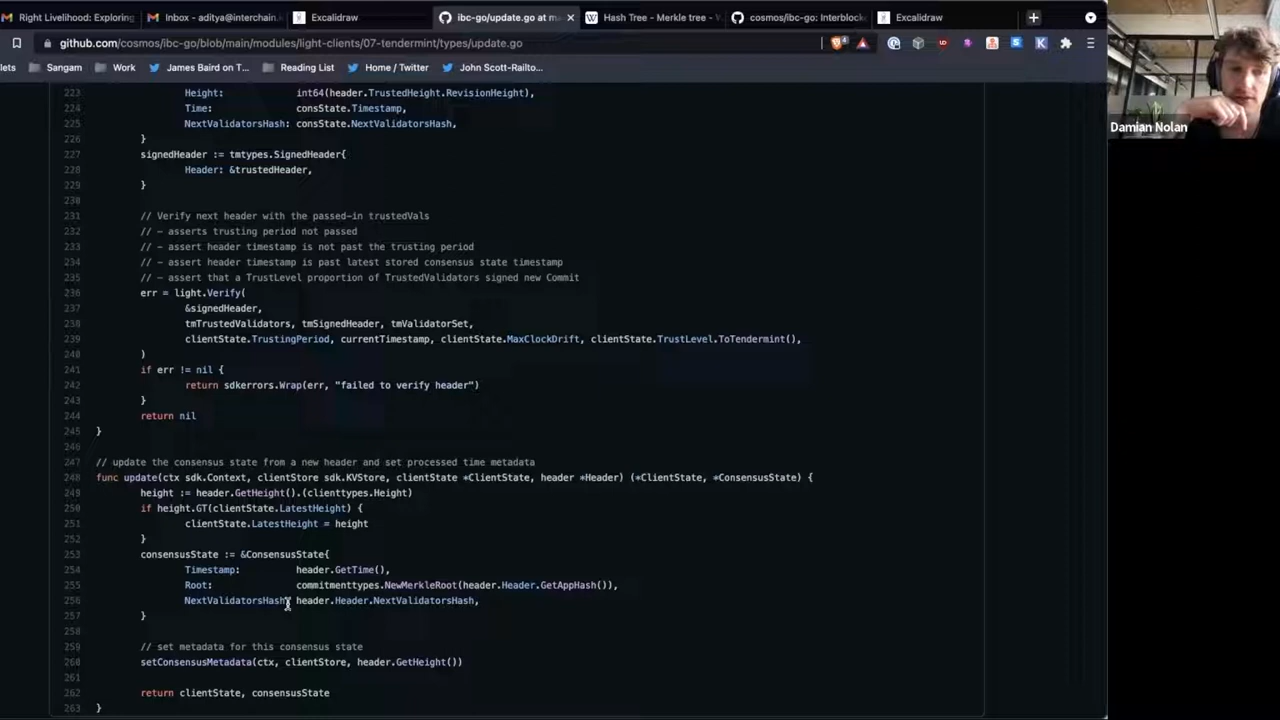 Right Livelihood: Exploring
Inbox - aditya@interchain.
Excalidraw
ibc-go/update.go at m
Hash Tree - Merkle tree - W
cosmos/ibc-go: Interblock
Excalidraw
github.com/cosmos/ibc-go/blob/main/modules/light-clients/07-tendermint/types/update.go
lets
Sangam
Work
James Baird on T...
Reading List
Home / Twitter
John Scott-Railto...
223 Height: int64(header.TrustedHeight.RevisionHeight),
224 Time: consState.Timestamp,
225 NextValidatorsHash: consState.NextValidatorsHash,
226 }
227 signedHeader := tmtypes.SignedHeader{
228 Header: &trustedHeader,
229 }
230
231 // Verify next header with the passed-in trustedVals
232 // - asserts trusting period not passed
233 // - assert header timestamp is not past the trusting period
234 // - assert header timestamp is past latest stored consensus state timestamp
235 // - assert that a TrustLevel proportion of TrustedValidators signed new Commit
236 err = light.Verify(
237 &signedHeader,
238 tmTrustedValidators, tmSignedHeader, tmValidatorSet,
239 clientState.TrustingPeriod, currentTimestamp, clientState.MaxClockDrift, clientState.TrustLevel.ToTendermint(),
240 )
241 if err != nil {
242 return sdkerrors.Wrap(err, "failed to verify header")
243 }
244 return nil
245 }
246
247 // update the consensus state from a new header and set processed time metadata
248 func update(ctx sdk.Context, clientStore sdk.KVStore, clientState *ClientState, header *Header) (*ClientState, *ConsensusState) {
249 height := header.GetHeight().(clienttypes.Height)
250 if height.GT(clientState.LatestHeight) {
251 clientState.LatestHeight = height
252 }
253 consensusState := &ConsensusState{
254 Timestamp: header.GetTime(),
255 Root: commitmenttypes.NewMerkleRoot(header.Header.GetAppHash()),
256 NextValidatorsHash: header.Header.NextValidatorsHash,
257 }
258
259 // set metadata for this consensus state
260 setConsensusMetadata(ctx, clientStore, header.GetHeight())
261
262 return clientState, consensusState
263 }
Damian Nolan